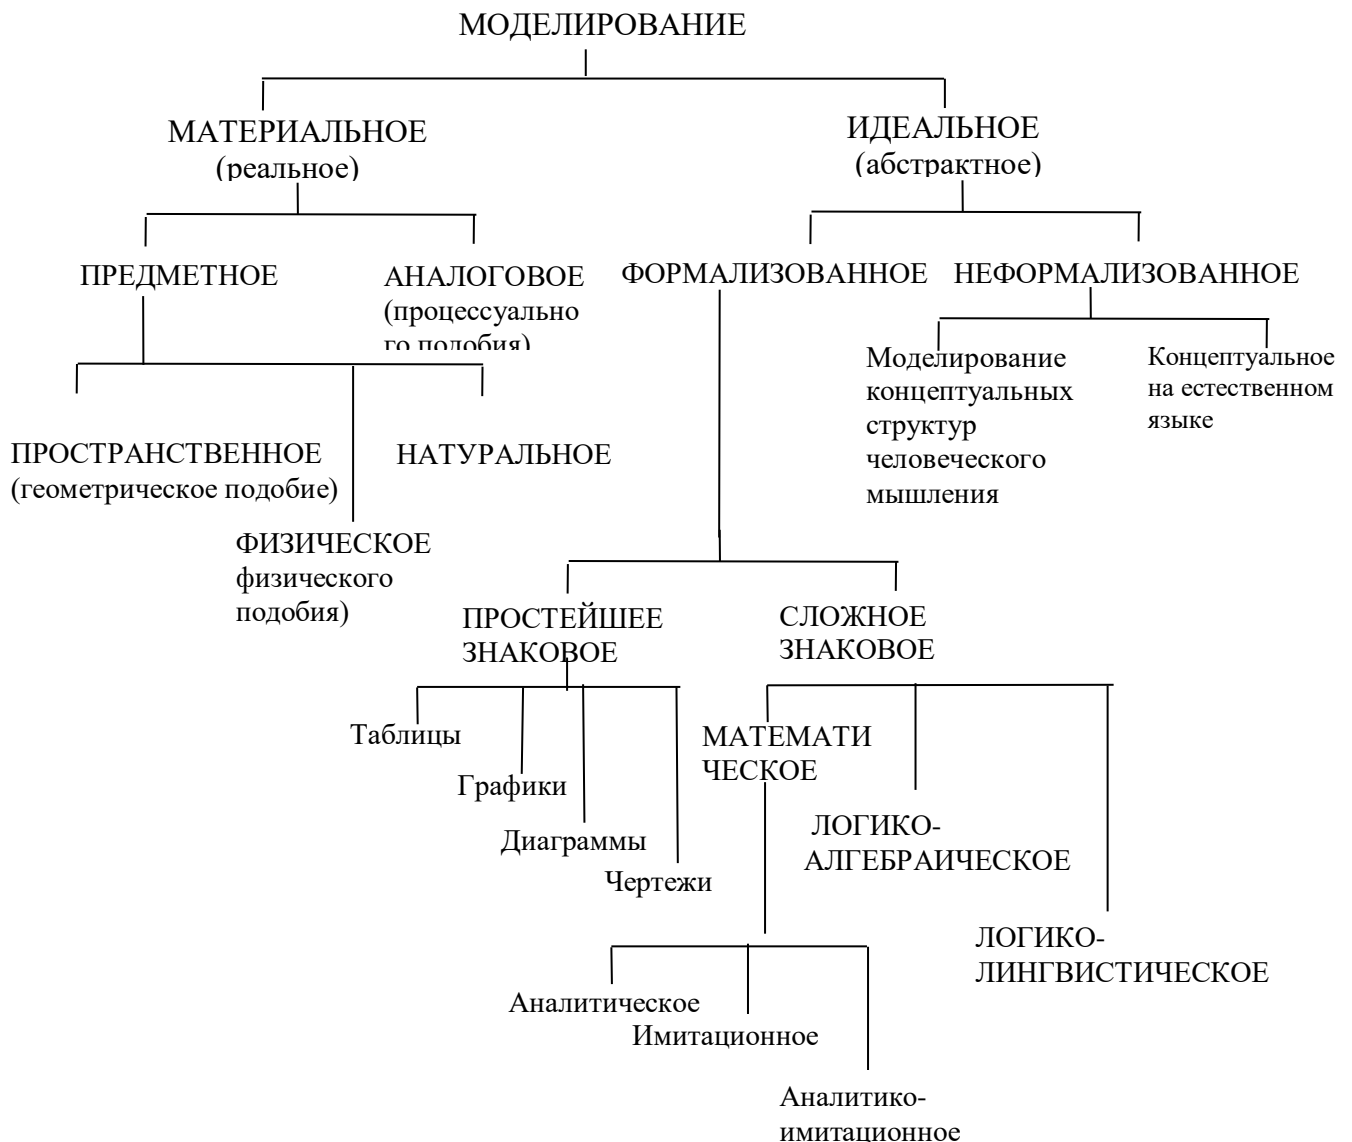 МОДЕЛИРОВАНИЕ
МАТЕРИАЛЬНОЕ
(реальное)
ИДЕАЛЬНОЕ
(абстрактное)
ПРЕДМЕТНОЕ
АНАЛОГОВОЕ
(процессуально
го подобия)
ФОРМАЛИЗОВАННОЕ
НЕФОРМАЛИЗОВАННОЕ
Моделирование
концептуальных
структур
человеческого
мышления
Концептуальное
на естественном
языке
ПРОСТРАНСТВЕННОЕ
(геометрическое подобие)
НАТУРАЛЬНОЕ
ФИЗИЧЕСКОЕ
физического
подобия)
ПРОСТЕЙШЕЕ
ЗНАКОВОЕ
СЛОЖНОЕ
ЗНАКОВОЕ
Таблицы
Графики
Диаграммы
Чертежи
МАТЕМАТИ
ЧЕСКОЕ
ЛОГИКО-
АЛГЕБРАИЧЕСКОЕ
ЛОГИКО-
ЛИНГВИСТИЧЕСКОЕ
Аналитическое
Имитационное
Аналитико-
имитационное